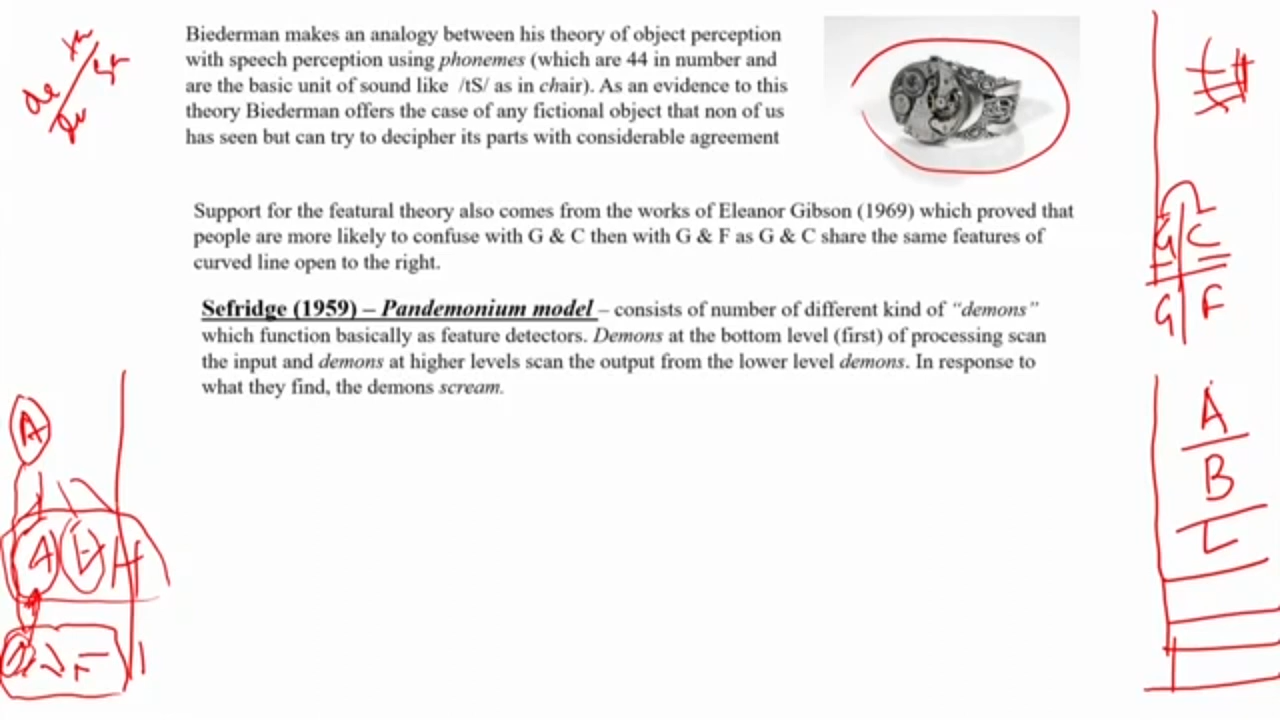 Biederman makes an analogy between his theory of object perception
with speech perception using phonemes (which are 44 in number and
are the basic unit of sound like /tS/ as in chair). As an evidence to this
theory Biederman offers the case of any fictional object that non of us
has seen but can try to decipher its parts with considerable agreement
Support for the featural theory also comes from the works of Eleanor Gibson (1969) which proved that
people are more likely to confuse with G & C then with G & F as G & C share the same features of
curved line open to the right.
Sefridge (1959) – Pandemonium model – consists of number of different kind of “demons”
which function basically as feature detectors. Demons at the bottom level (first) of processing scan
the input and demons at higher levels scan the output from the lower level demons. In response to
what they find, the demons scream.
G C
G F
A
B
A
A
H